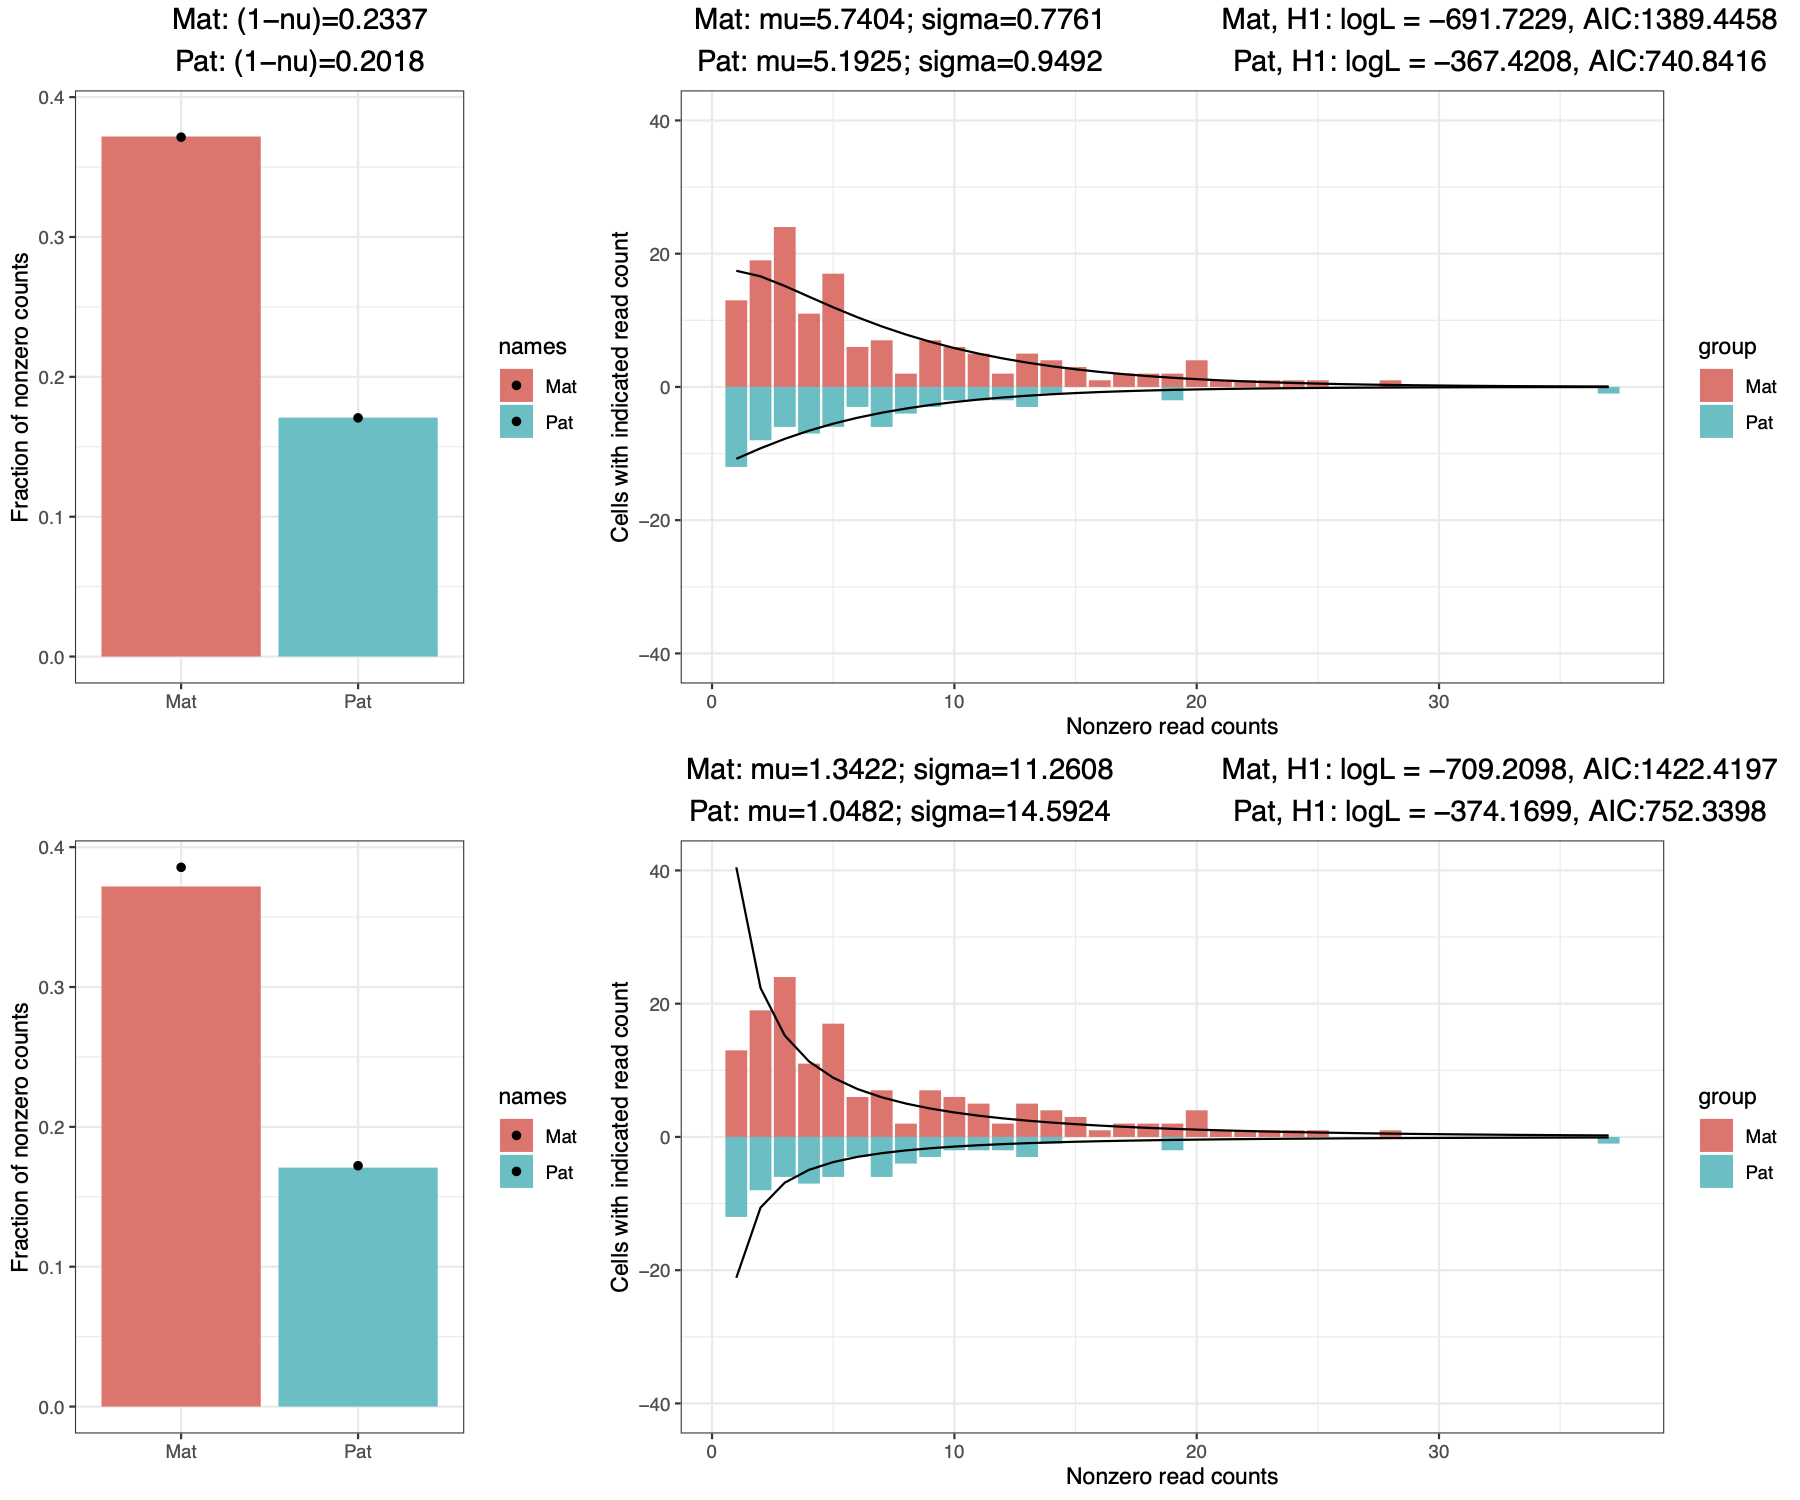 Mat: (1−nu)=0.2337
Pat: (1−nu)=0.2018
Mat: mu=5.7404; sigma=0.7761
Pat: mu=5.1925; sigma=0.9492
Mat, H1: logL = −691.7229, AIC:1389.4458
Pat, H1: logL = −367.4208, AIC:740.8416
Fraction of nonzero counts
0.4
0.3
0.2
0.1
0.0
Mat
Pat
names
Mat
Pat
Cells with indicated read count
40
20
0
−20
−40
0
10
20
30
Nonzero read counts
group
Mat
Pat
Mat: mu=1.3422; sigma=11.2608
Pat: mu=1.0482; sigma=14.5924
Mat, H1: logL = −709.2098, AIC:1422.4197
Pat, H1: logL = −374.1699, AIC:752.3398
Fraction of nonzero counts
0.4
0.3
0.2
0.1
0.0
Mat
Pat
names
Mat
Pat
Cells with indicated read count
40
20
0
−20
−40
0
10
20
30
Nonzero read counts
group
Mat
Pat